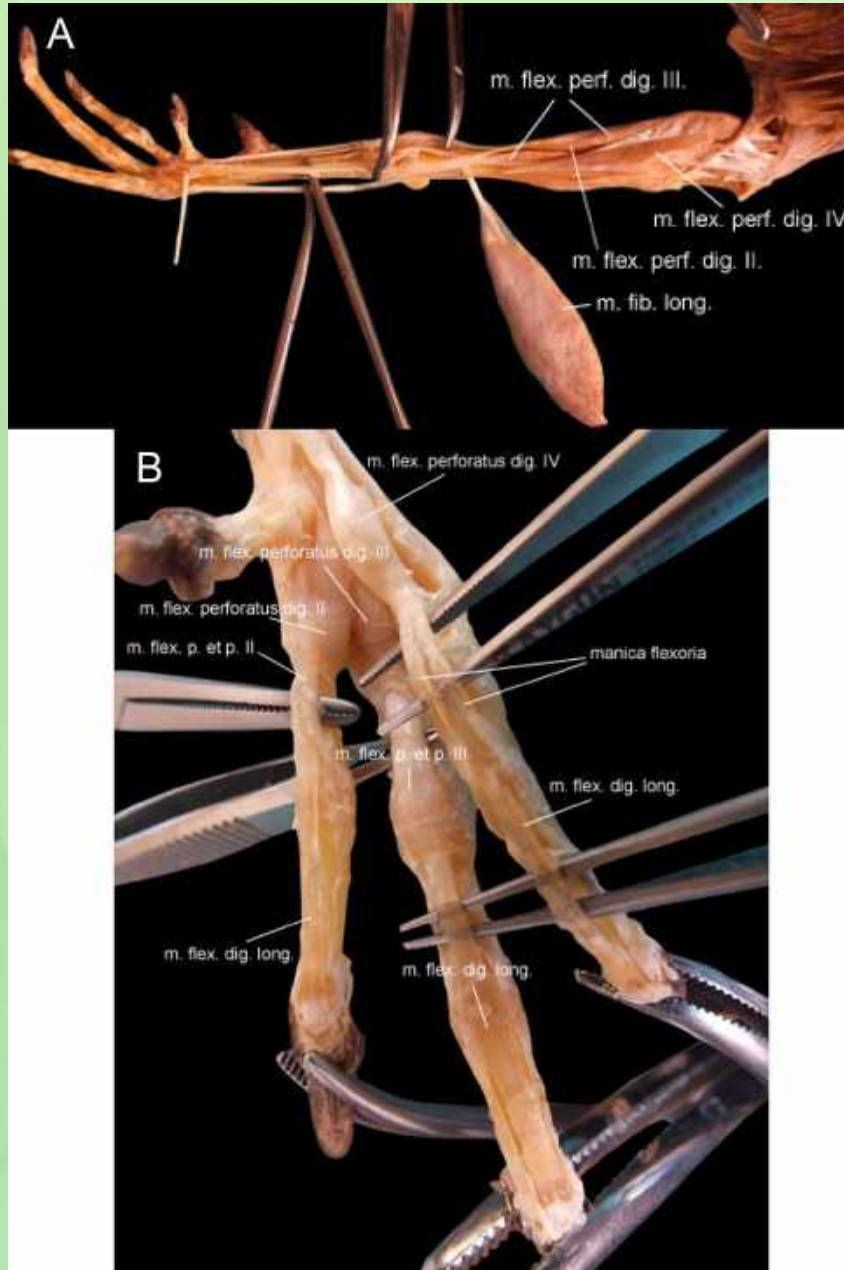 A
m. flex. perf. dig. III.
m. flex. perf. dig. IV
m. flex. perf. dig. II.
m. fib. long.
B
m. flex. perforatus dig. IV
m. flex. perforatus dig. III
m. flex. perforatus dig. II
m. flex. p. et p. II
manica flexoria
m. flex. p. et p. III
m. flex. dig. long.
m. flex. dig. long.
m. flex. dig. long.